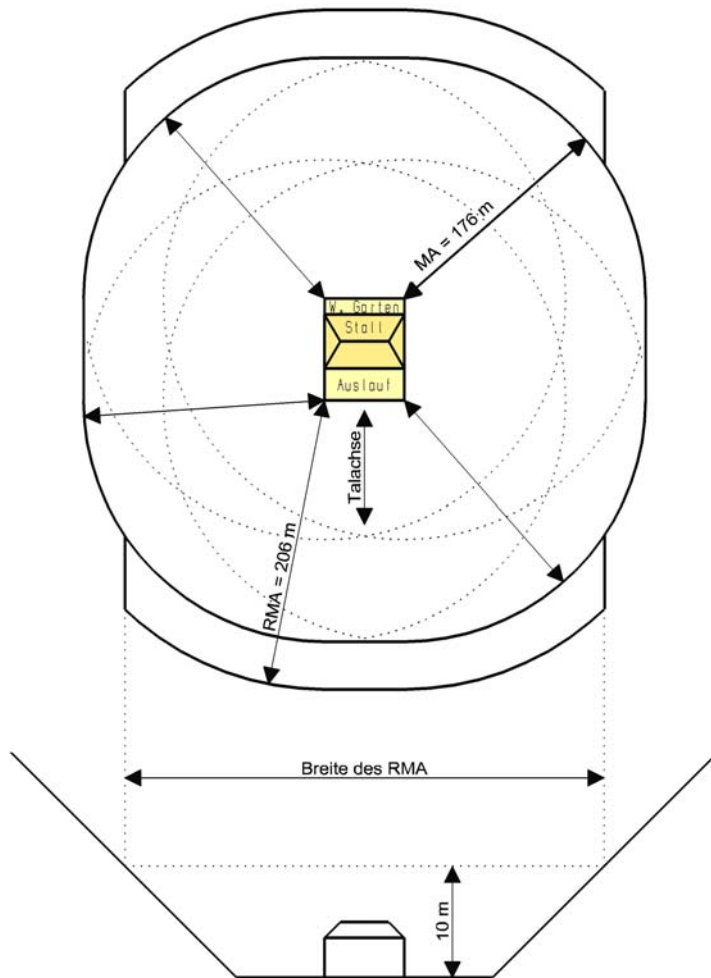 MA = 176 m
W. Garten
Stall
Auslauf
Talachse
RMA = 206 m
Breite des RMA
10 m